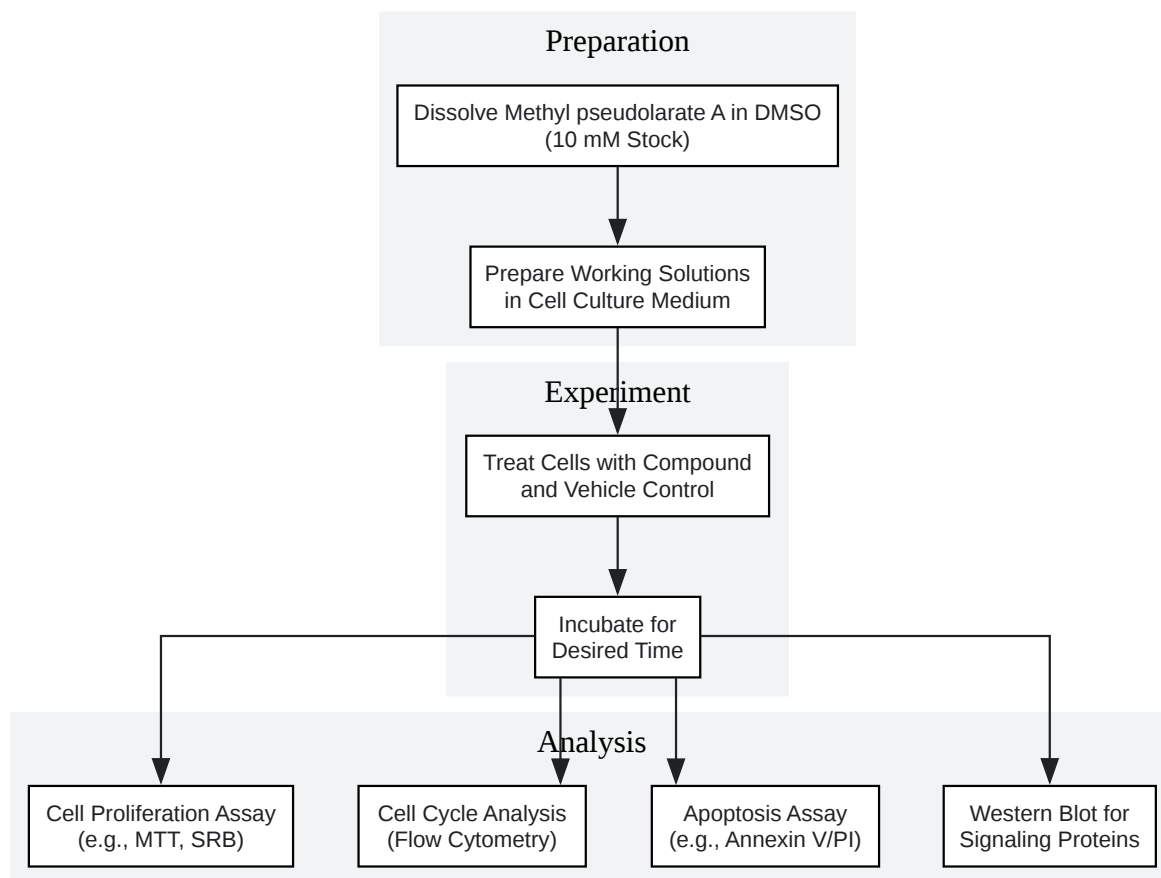 Preparation
Dissolve Methyl pseudolarate A in DMSO
(10 mM Stock)
Prepare Working Solutions
in Cell Culture Medium
Experiment
Treat Cells with Compound
and Vehicle Control
Incubate for
Desired Time
Analysis
Cell Proliferation Assay
(e.g., MTT, SRB)
Cell Cycle Analysis
(Flow Cytometry)
Apoptosis Assay
(e.g., Annexin V/PI)
Western Blot for
Signaling Proteins